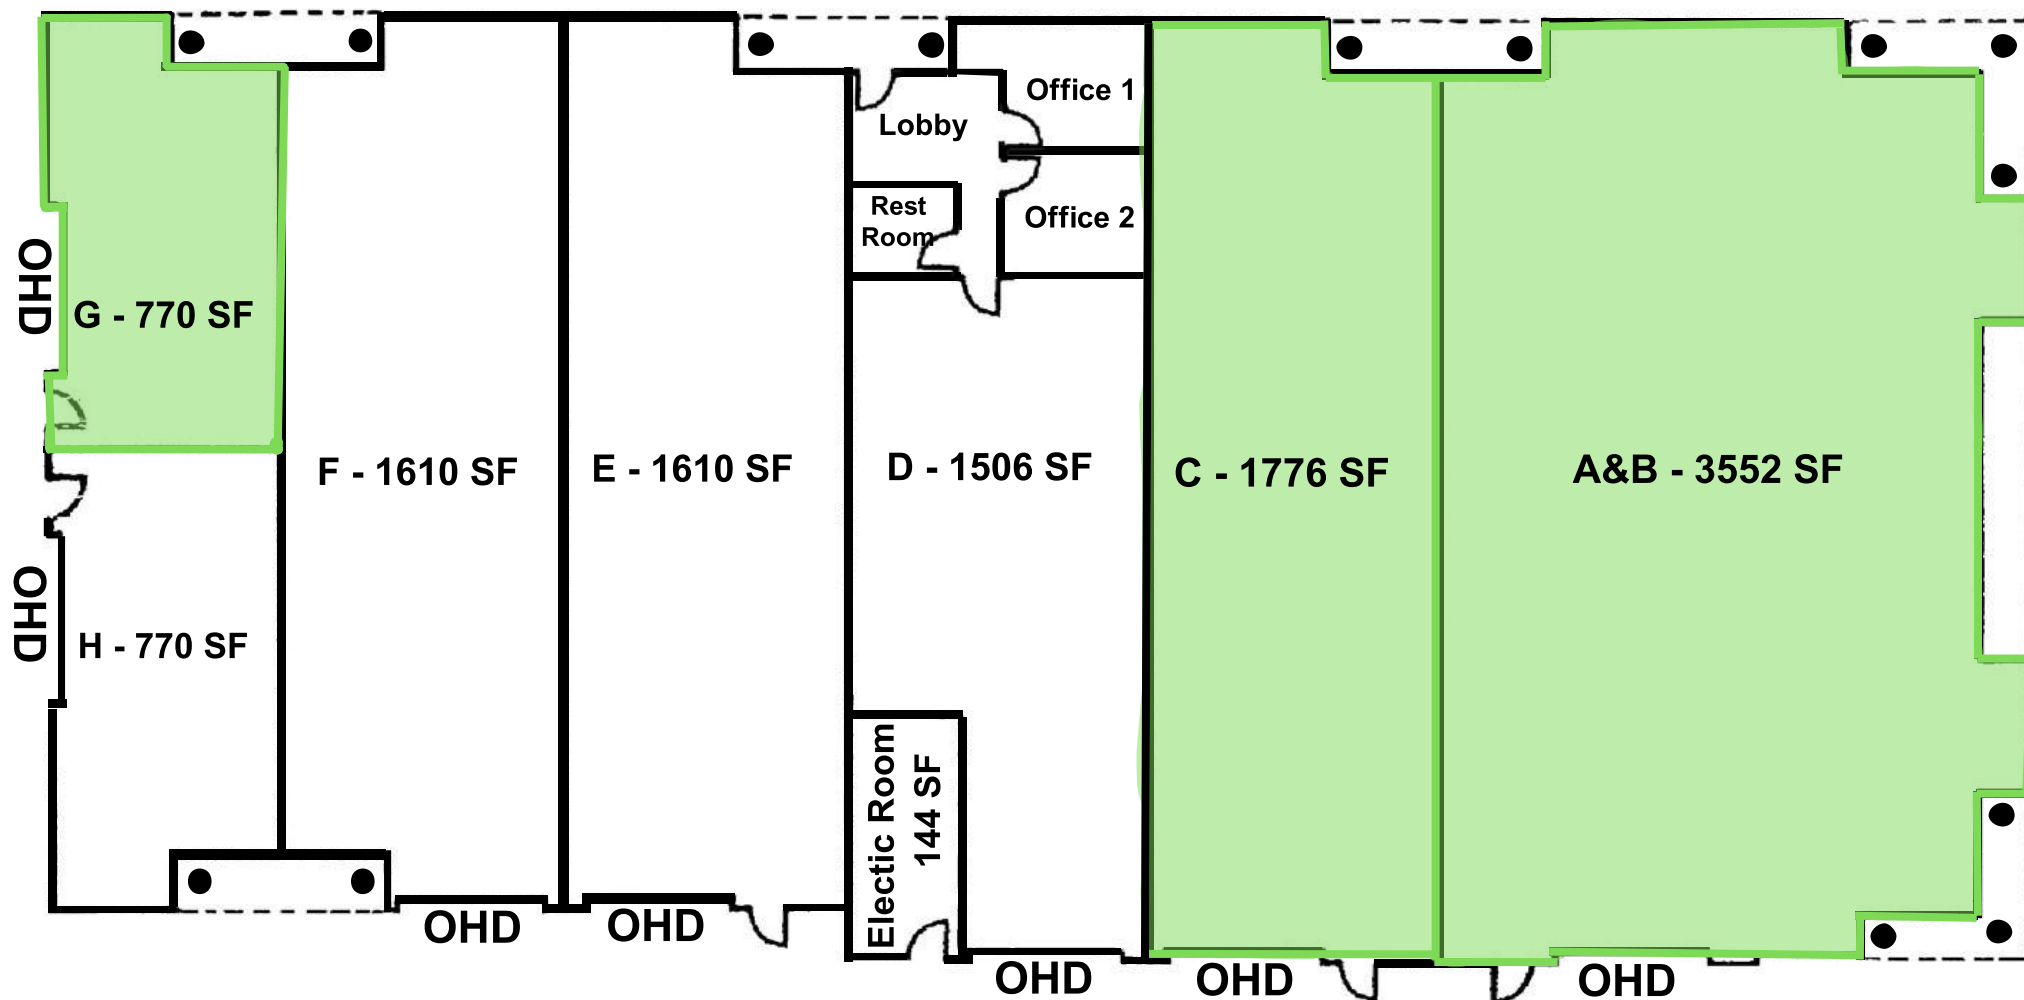 Office 1
Lobby
Rest
Room
Office 2
OHD
G - 770 SF
F - 1610 SF
E - 1610 SF
D - 1506 SF
C - 1776 SF
A&B - 3552 SF
OHD
H - 770 SF
Electic Room
144 SF
OHD
OHD
OHD
OHD
OHD